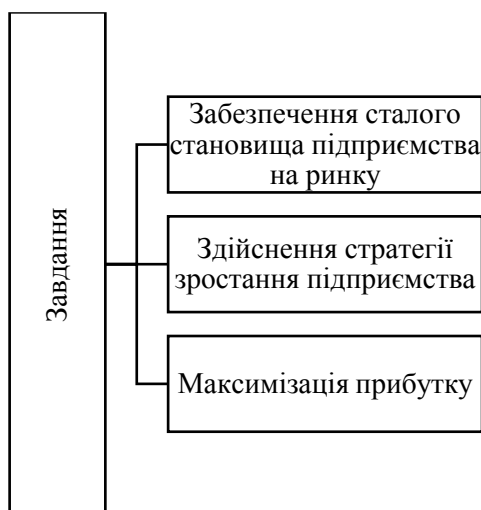 Завдання
Забезпечення сталого
становища підприємства
на ринку
Здійснення стратегії
зростання підприємства
Максимізація прибутку